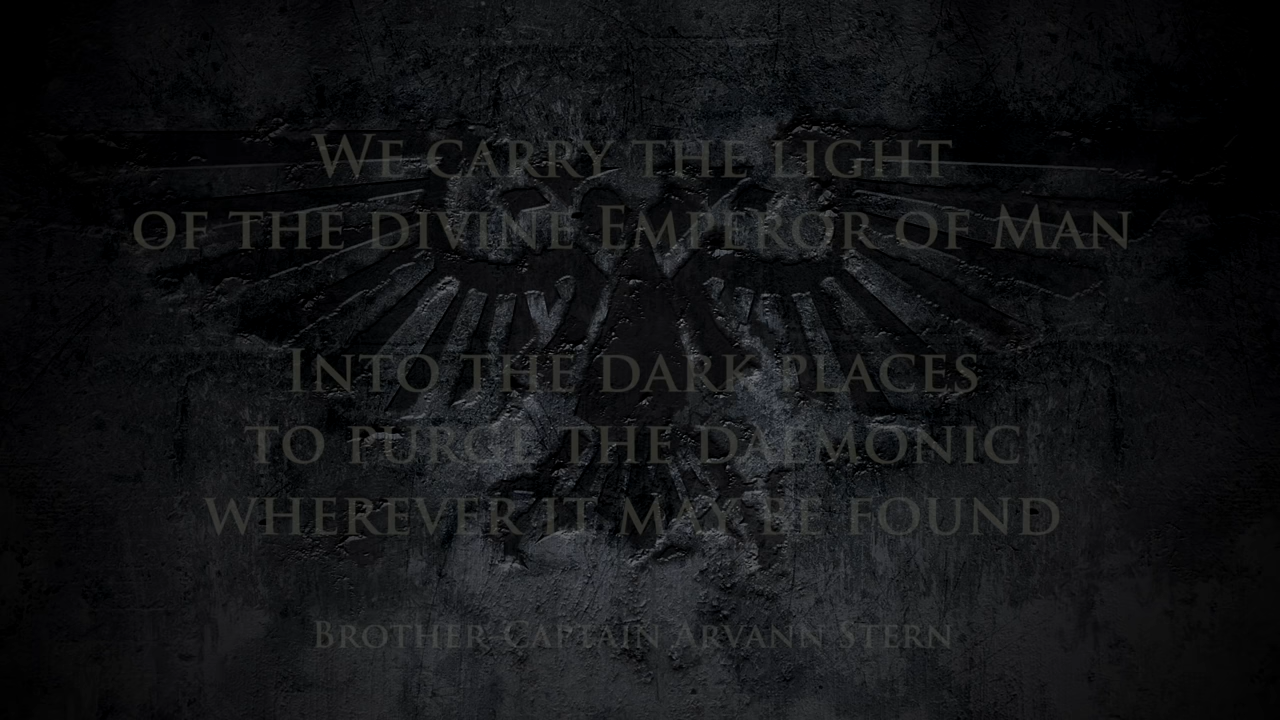 We carry the light
of the divine Emperor of Man
Into the dark places
to purge the daemonic
wherever it may be found
Brother Captain Arvann Stern